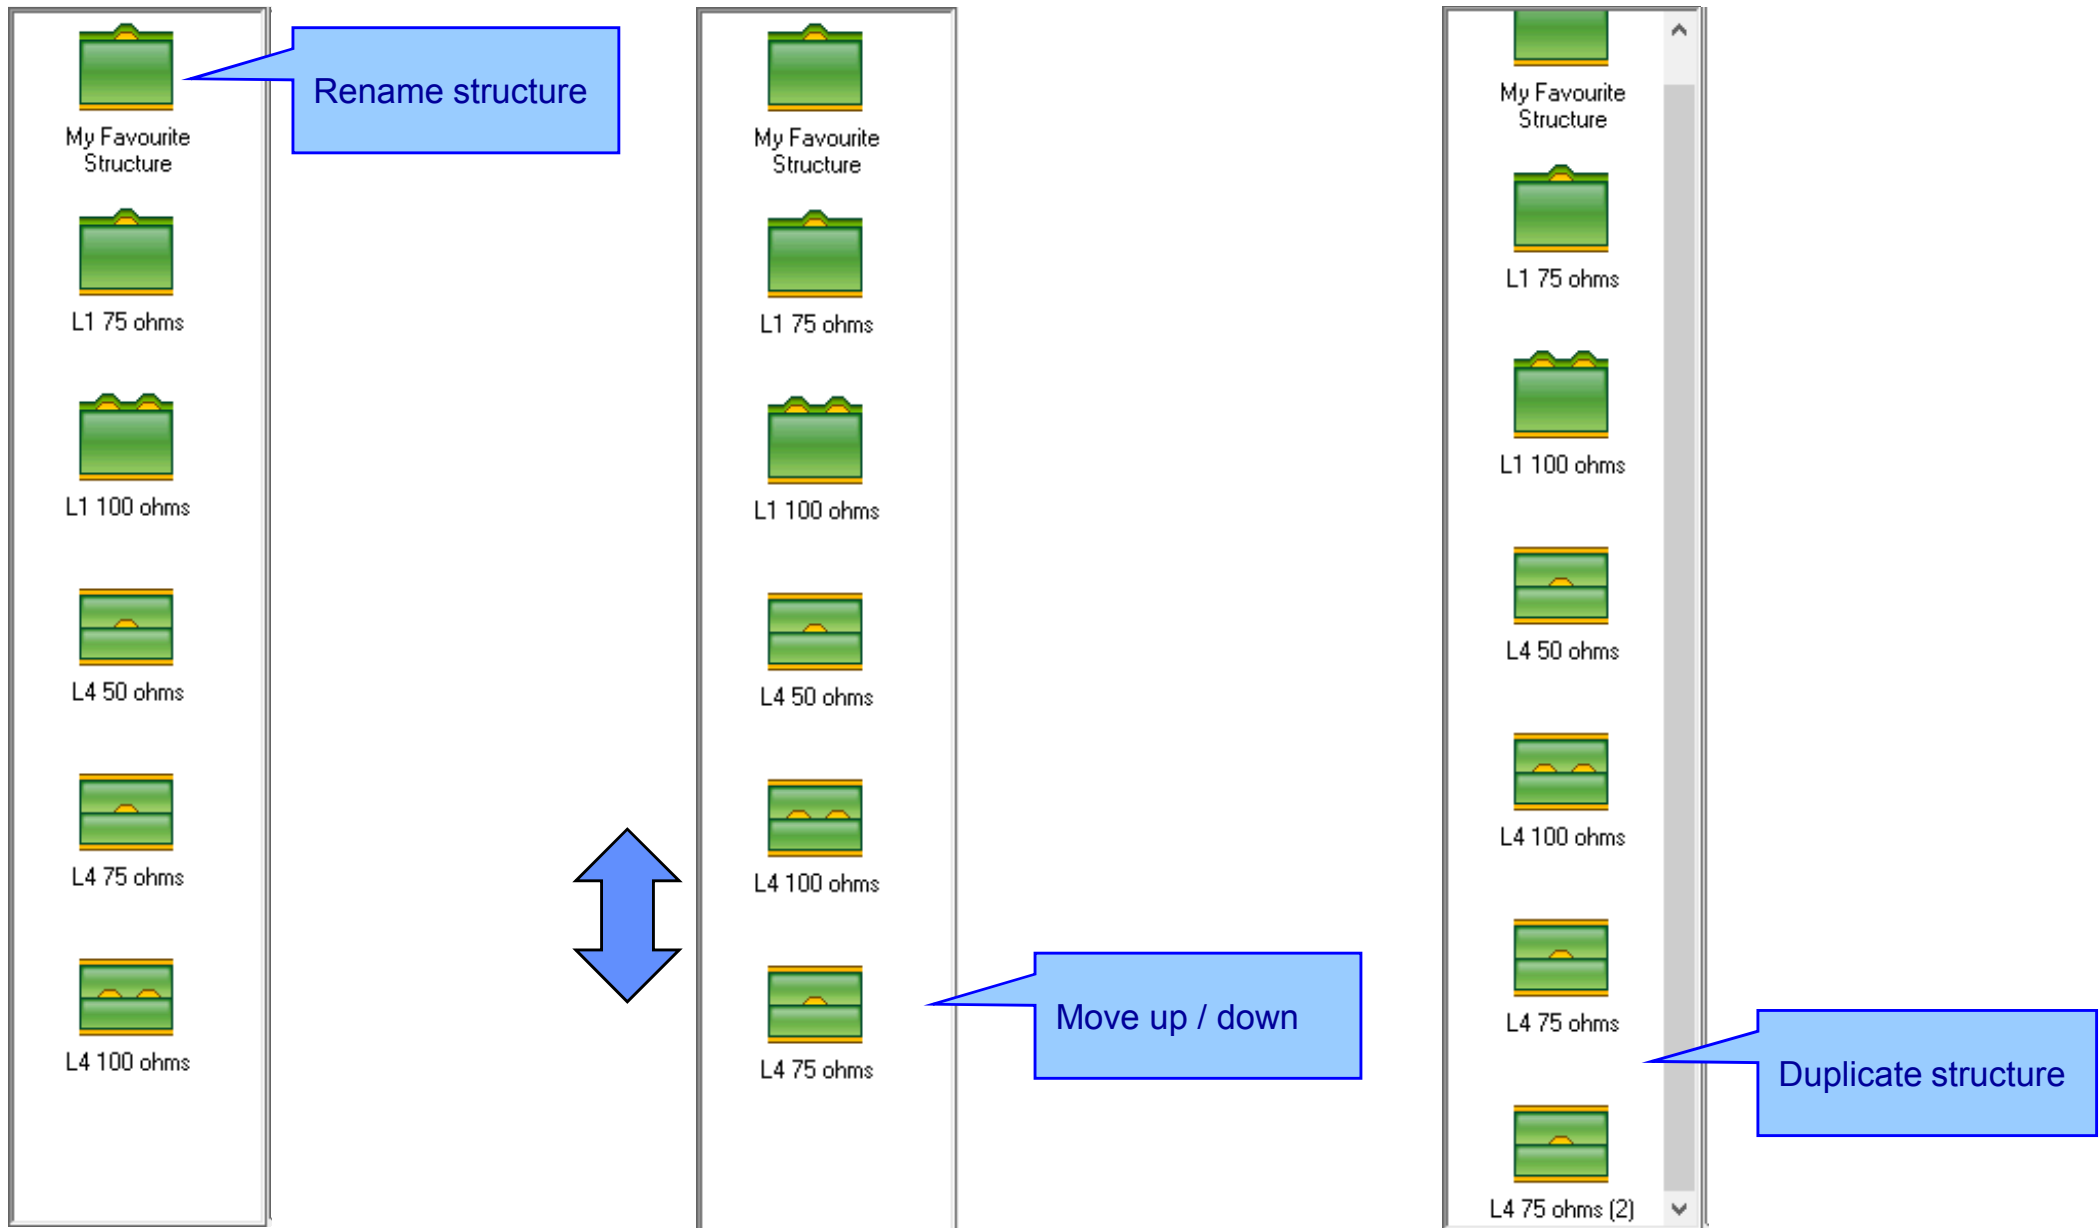 My Favourite
Structure
L1 75 ohms
L1 100 ohms
L4 50 ohms
L4 75 ohms
L4 100 ohms
Rename structure
My Favourite
Structure
L1 75 ohms
L1 100 ohms
L4 50 ohms
L4 100 ohms
L4 75 ohms
Move up / down
My Favourite
Structure
L1 75 ohms
L1 100 ohms
L4 50 ohms
L4 100 ohms
L4 75 ohms
L4 75 ohms (2)
Duplicate structure